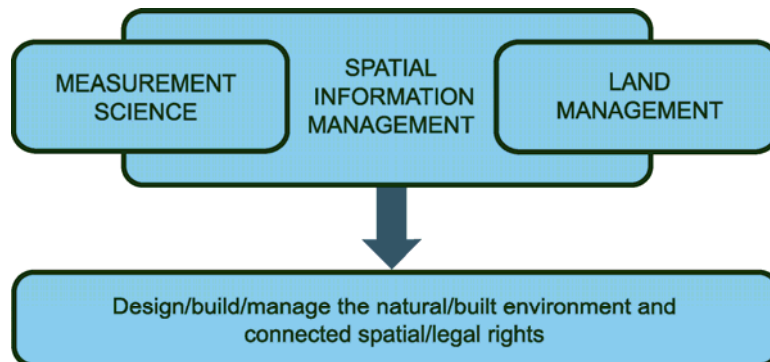 MEASUREMENT
SCIENCE
SPATIAL
INFORMATION
MANAGEMENT
LAND
MANAGEMENT
Design/build/manage the natural/built environment and
connected spatial/legal rights